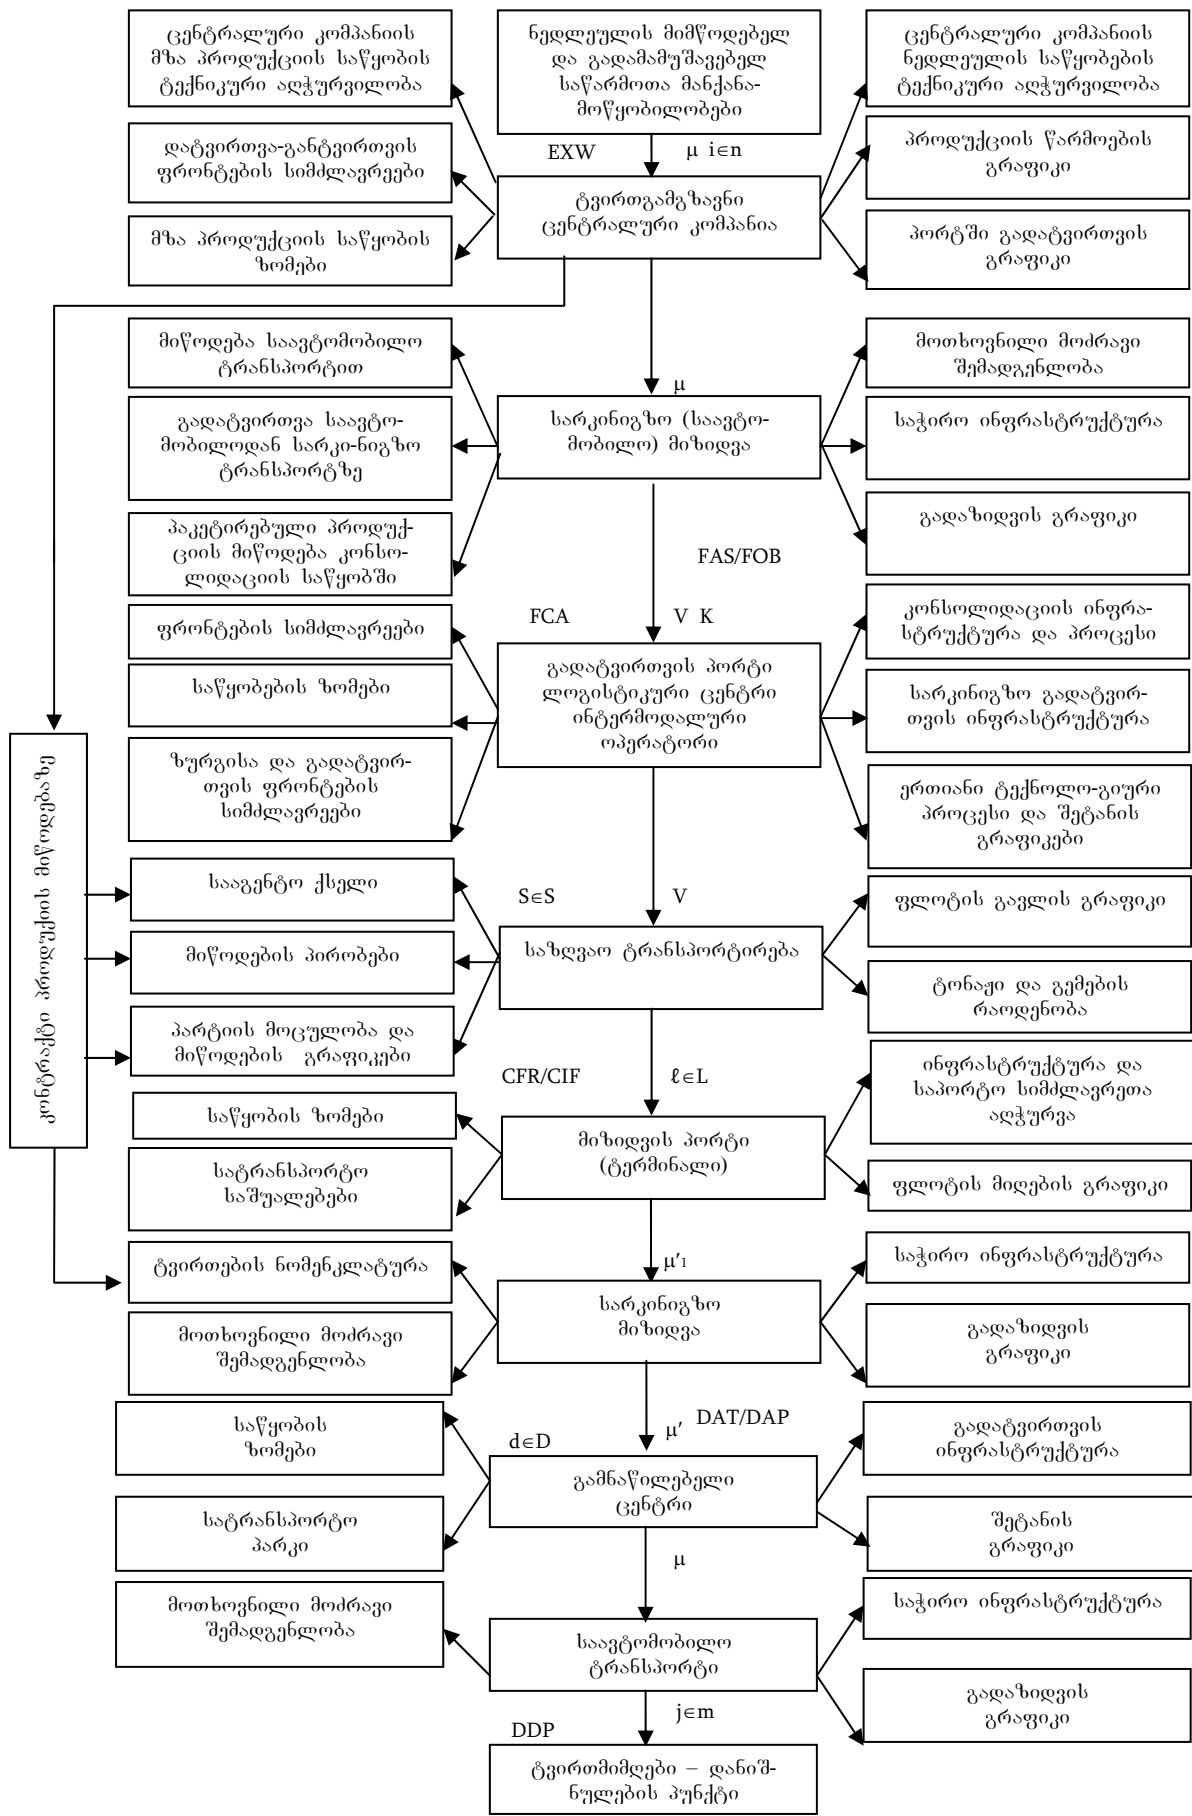 ცენტრალური კომპანიის
მზა პროდუქციის საწყობის
ტექნიკური აღჭურვილობა
ნედლეულის მიმწოდებელ
და გადამამუშავებელ
საწარმოთა მანქანა-
მოწყობილობები
ცენტრალური კომპანიის
ნედლეულის საწყობების
ტექნიკური აღჭურვილობა
EXW
μ i∈n
დატვირთვა-განტვირთვის
ფრონტების სიმძლავრეები
პროდუქციის წარმოების
გრაფიკი
ტვირთგამგზავნი
ცენტრალური კომპანია
მზა პროდუქციის საწყობის
ზომები
პორტში გადატვირთვის
გრაფიკი
მიწოდება საავტომობილო
ტრანსპორტით
μ
მოთხოვნილი მოძრავი
შემადგენლობა
გადატვირთვა საავტო-
მობილოდან სარკი-ნიგზო
ტრანსპორტზე
სარკინიგზო (საავტო-
მობილო) მიზიდვა
საჭირო ინფრასტრუქტურა
პაკეტირებული პროდუქ-
ციის მიწოდება კონსო-
ლიდაციის საწყობში
გადაზიდვის გრაფიკი
FAS/FOB
FCA
V K
ფრონტების სიმძლავრეები
კონსოლიდაციის ინფრა-
სტრუქტურა და პროცესი
საწყობების ზომები
გადატვირთვის პორტი
ლოგისტიკური ცენტრი
ინტერმოდალური
ოპერატორი
სარკინიგზო გადატვირ-
თვის ინფრასტრუქტურა
ზურგისა და გადატვირ-
თვის ფრონტების
სიმძლავრეები
ერთიანი ტექნოლო-გიური
პროცესი და შეტანის
გრაფიკები
კონტრაქტი პროდუქიის მიწოდებაზე
სააგენტო ქსელი
S∈S
V
ფლოტის გავლის გრაფიკი
მიწოდების პირობები
საზღვაო ტრანსპორტირება
ტონაჟი და გემების
რაოდენობა
პარტიის მოცულობა და
მიწოდების გრაფიკები
CFR/CIF
ℓ∈L
ინფრასტრუქტურა და
საპორტო სიმძლავრეთა
აღჭურვა
საწყობის ზომები
მიზიდვის პორტი
(ტერმინალი)
სატრანსპორტო
საშუალებები
ფლოტის მიღების გრაფიკი
ტვირთების ნომენკლატურა
μ′₁
საჭირო ინფრასტრუქტურა
სარკინიგზო
მიზიდვა
მოთხოვნილი მოძრავი
შემადგენლობა
გადაზიდვის
გრაფიკი
საწყობის
ზომები
d∈D
μ′
DAT/DAP
გადატვირთვის
ინფრასტრუქტურა
გამნაწილებელი
ცენტრი
სატრანსპორტო
პარკი
შეტანის
გრაფიკი
μ
მოთხოვნილი მოძრავი
შემადგენლობა
საჭირო ინფრასტრუქტურა
საავტომობილო
ტრანსპორტი
გადაზიდვის
გრაფიკი
j∈m
DDP
ტვირთმიმღები – დანიშ-
ნულების პუნქტი